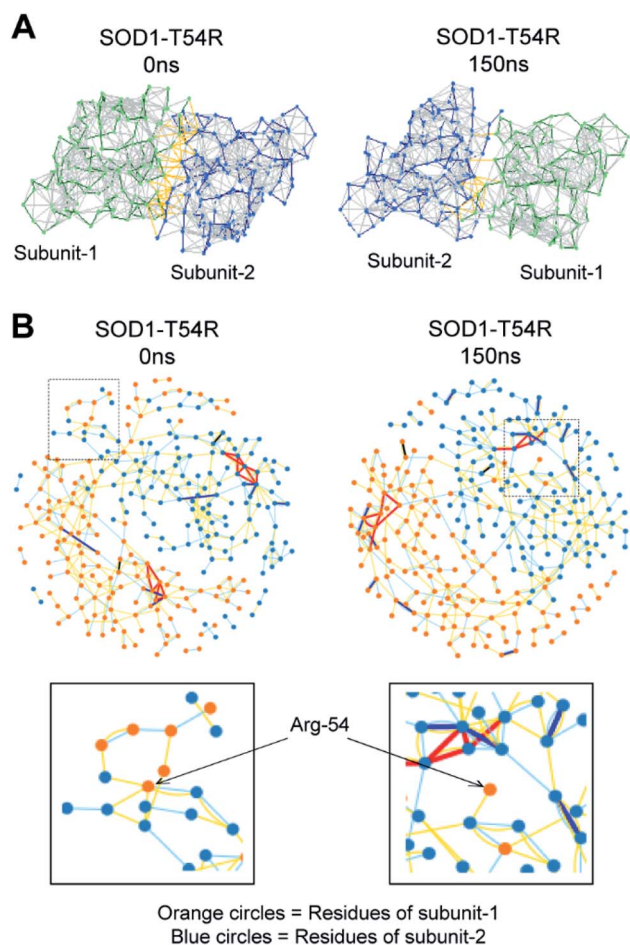 A
SOD1-T54R
0ns
SOD1-T54R
150ns
Subunit-1
Subunit-2
Subunit-2
Subunit-1
B
SOD1-T54R
0ns
SOD1-T54R
150ns
Arg-54
Orange circles = Residues of subunit-1
Blue circles = Residues of subunit-2